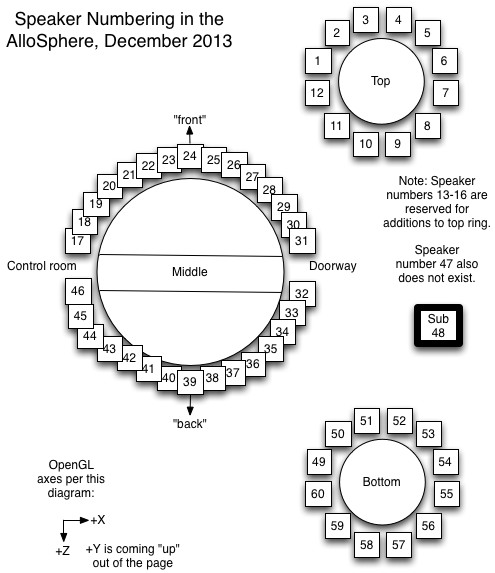 Speaker Numbering in the
AlloSphere, December 2013
3
4
2
5
1
6
Top
12
7
11
8
10
9
"front"
24
23
25
22
26
21
27
20
28
19
29
18
30
17
31
Note: Speaker
numbers 13-16 are
reserved for
additions to top ring.
Speaker
number 47 also
does not exist.
Control room
Middle
Doorway
46
32
45
33
44
34
43
35
42
36
41
37
40
38
39
"back"
Sub
48
51
52
50
53
49
54
Bottom
60
55
59
56
58
57
OpenGL
axes per this
diagram:
+X
+Z
+Y is coming "up"
out of the page